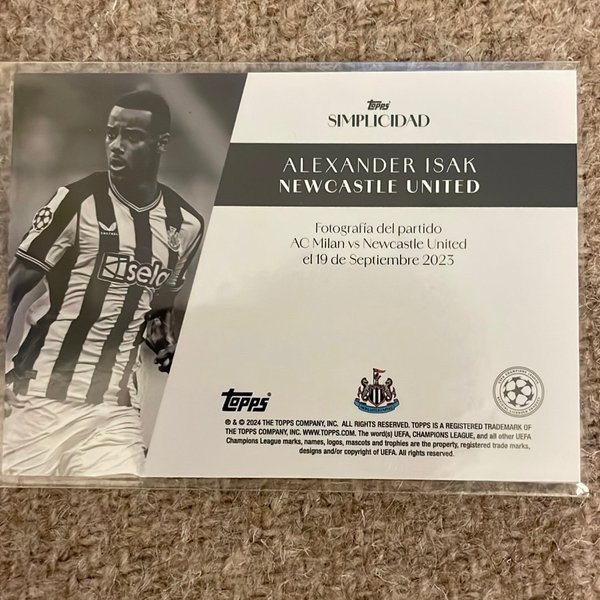 Topps
SIMPLICIDAD
ALEXANDER ISAK
NEWCASTLE UNITED
Fotografía del partido
AC Milan vs Newcastle United
el 19 de Septiembre 2023
sela
Topps
® & © 2024 THE TOPPS COMPANY, INC. ALL RIGHTS RESERVED. TOPPS IS A REGISTERED TRADEMARK OF
THE TOPPS COMPANY, INC. WWW.TOPPS.COM. The word(s) UEFA, CHAMPIONS LEAGUE, and all other UEFA
Champions League marks, names, logos, mascots and trophies are the property, registered trade marks,
designs and/or copyright of UEFA. All rights reserved.